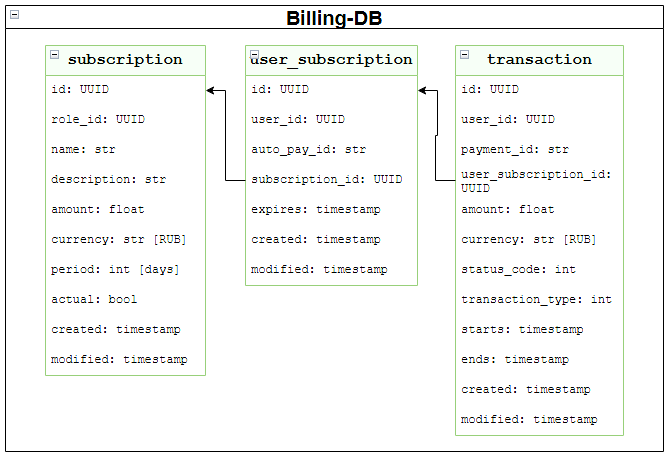 Billing-DB
subscription
id: UUID
role_id: UUID
name: str
description: str
amount: float
currency: str [RUB]
period: int [days]
actual: bool
created: timestamp
modified: timestamp
user_subscription
id: UUID
user_id: UUID
auto_pay_id: str
subscription_id: UUID
expires: timestamp
created: timestamp
modified: timestamp
transaction
id: UUID
user_id: UUID
payment_id: str
user_subscription_id:
UUID
amount: float
currency: str [RUB]
status_code: int
transaction_type: int
starts: timestamp
ends: timestamp
created: timestamp
modified: timestamp